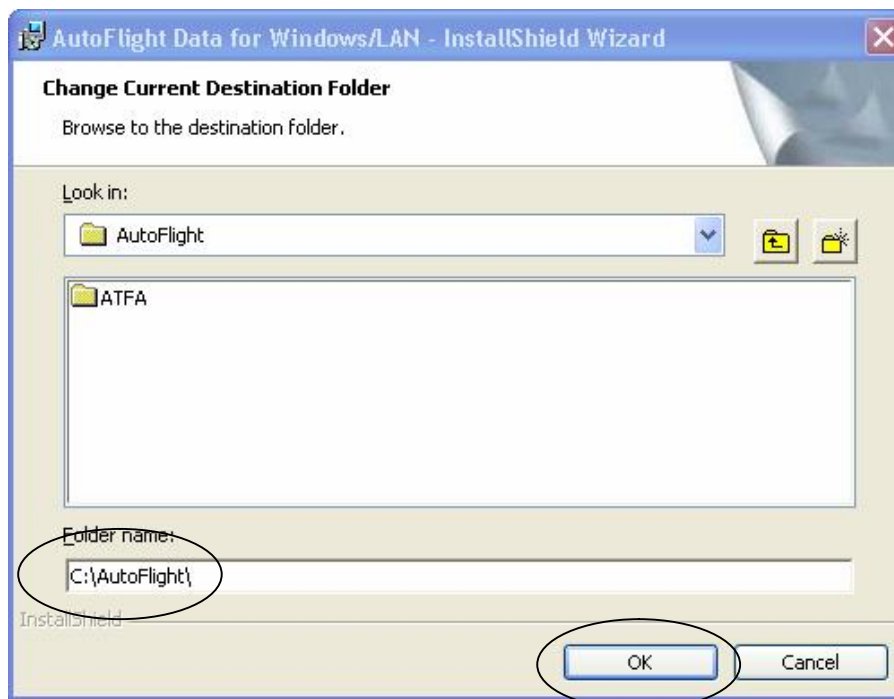 AutoFlight Data for Windows/LAN - InstallShield Wizard
Change Current Destination Folder
Browse to the destination folder.
Look in:
AutoFlight
ATFA
Folder name:
C:\AutoFlight\
InstallShield
OK
Cancel